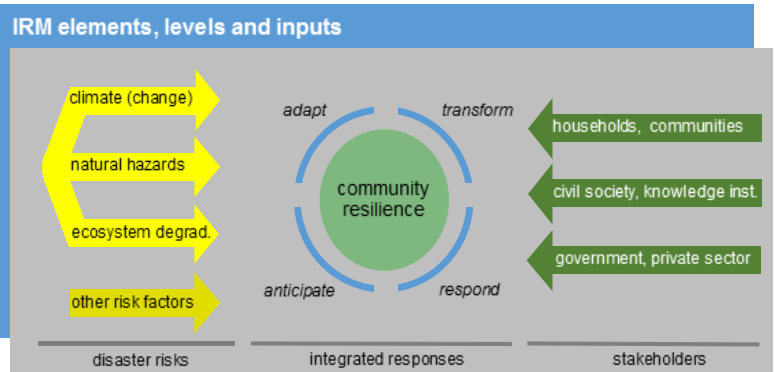 IRM elements, levels and inputs
climate (change)
natural hazards
ecosystem degrad.
other risk factors
adapt
transform
community
resilience
anticipate
respond
households, communities
civil society, knowledge inst.
government, private sector
disaster risks
integrated responses
stakeholders